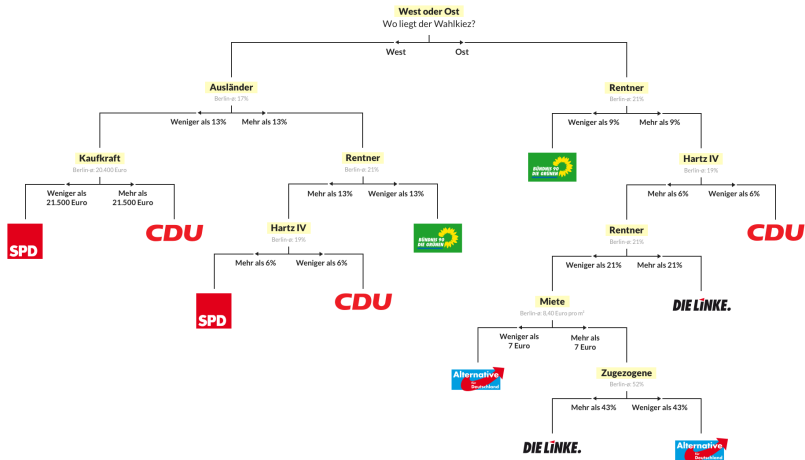 West oder Ost
Wo liegt der Wahlkiez?
West Ost
Ausländer
Berlin-ø: 17%
Weniger als 13% Mehr als 13%
Rentner
Berlin-ø: 21%
Weniger als 9% Mehr als 9%
Kaufkraft
Berlin-ø: 20.400 Euro
Weniger als 21.500 Euro
Mehr als 21.500 Euro
Rentner
Berlin-ø: 21%
Mehr als 13% Weniger als 13%
BÜNDNIS 90
DIE GRÜNEN
Hartz IV
Berlin-ø: 19%
Mehr als 6% Weniger als 6%
SPD
CDU
Hartz IV
Berlin-ø: 19%
Mehr als 6% Weniger als 6%
BÜNDNIS 90
DIE GRÜNEN
Rentner
Berlin-ø: 21%
Weniger als 21% Mehr als 21%
CDU
SPD
CDU
Miete
Berlin-ø: 8,40 Euro pro m²
Weniger als 7 Euro
Mehr als 7 Euro
DIE LINKE.
Alternative
für
Deutschland
Zugezogene
Berlin-ø: 52%
Mehr als 43% Weniger als 43%
DIE LINKE.
Alternative
für
Deutschland